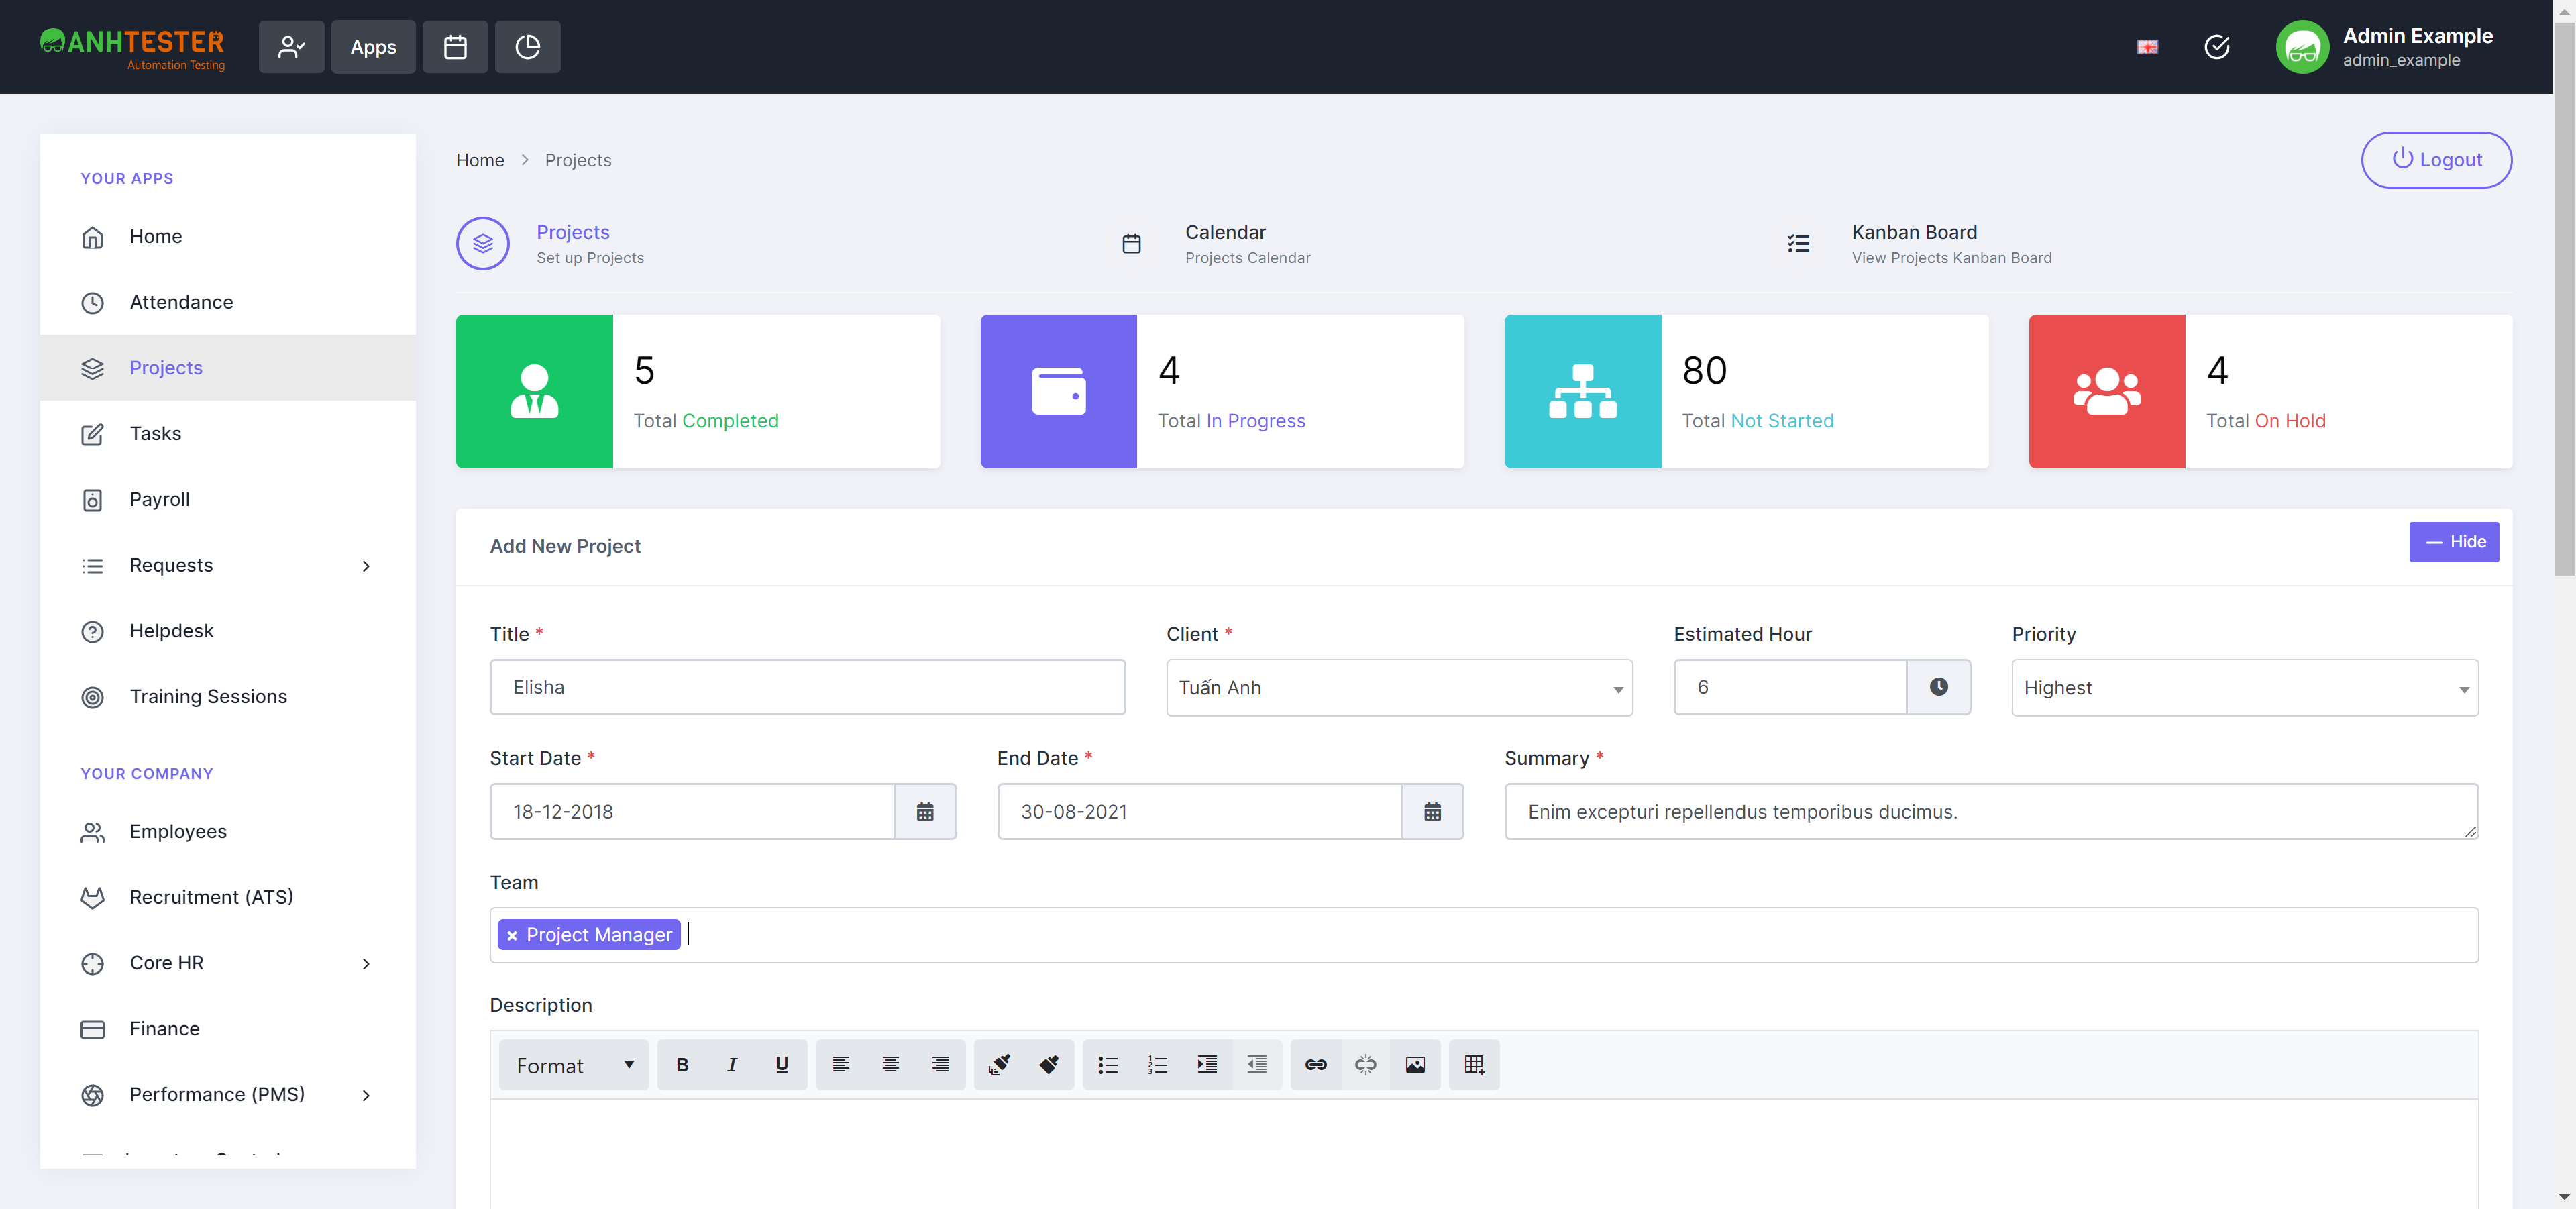 ANHTESTER
Automation Testing
Apps
Admin Example
admin_example
YOUR APPS
Home
Attendance
Projects
Tasks
Payroll
Requests
Helpdesk
Training Sessions
YOUR COMPANY
Employees
Recruitment (ATS)
Core HR
Finance
Performance (PMS)
Home > Projects
Logout
Projects
Set up Projects
Calendar
Projects Calendar
Kanban Board
View Projects Kanban Board
5
Total Completed
4
Total In Progress
80
Total Not Started
4
Total On Hold
Add New Project
Hide
Title *
Client *
Estimated Hour
Priority
Elisha
Tuấn Anh
6
Highest
Start Date *
End Date *
Summary *
18-12-2018
30-08-2021
Enim excepturi repellendus temporibus ducimus.
Team
× Project Manager
Description
Format
B I U